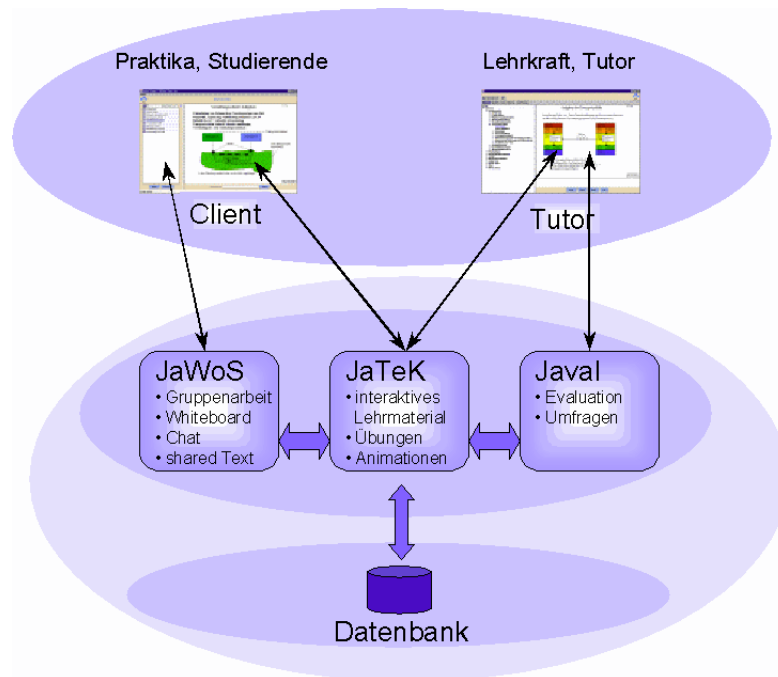 Praktika, Studierende
Lehrkraft, Tutor
Client
Tutor
JaWoS
• Gruppenarbeit
• Whiteboard
• Chat
• shared Text
JaTeK
• interaktives
Lehrmaterial
• Übungen
• Animationen
Javal
• Evaluation
• Umfragen
Datenbank